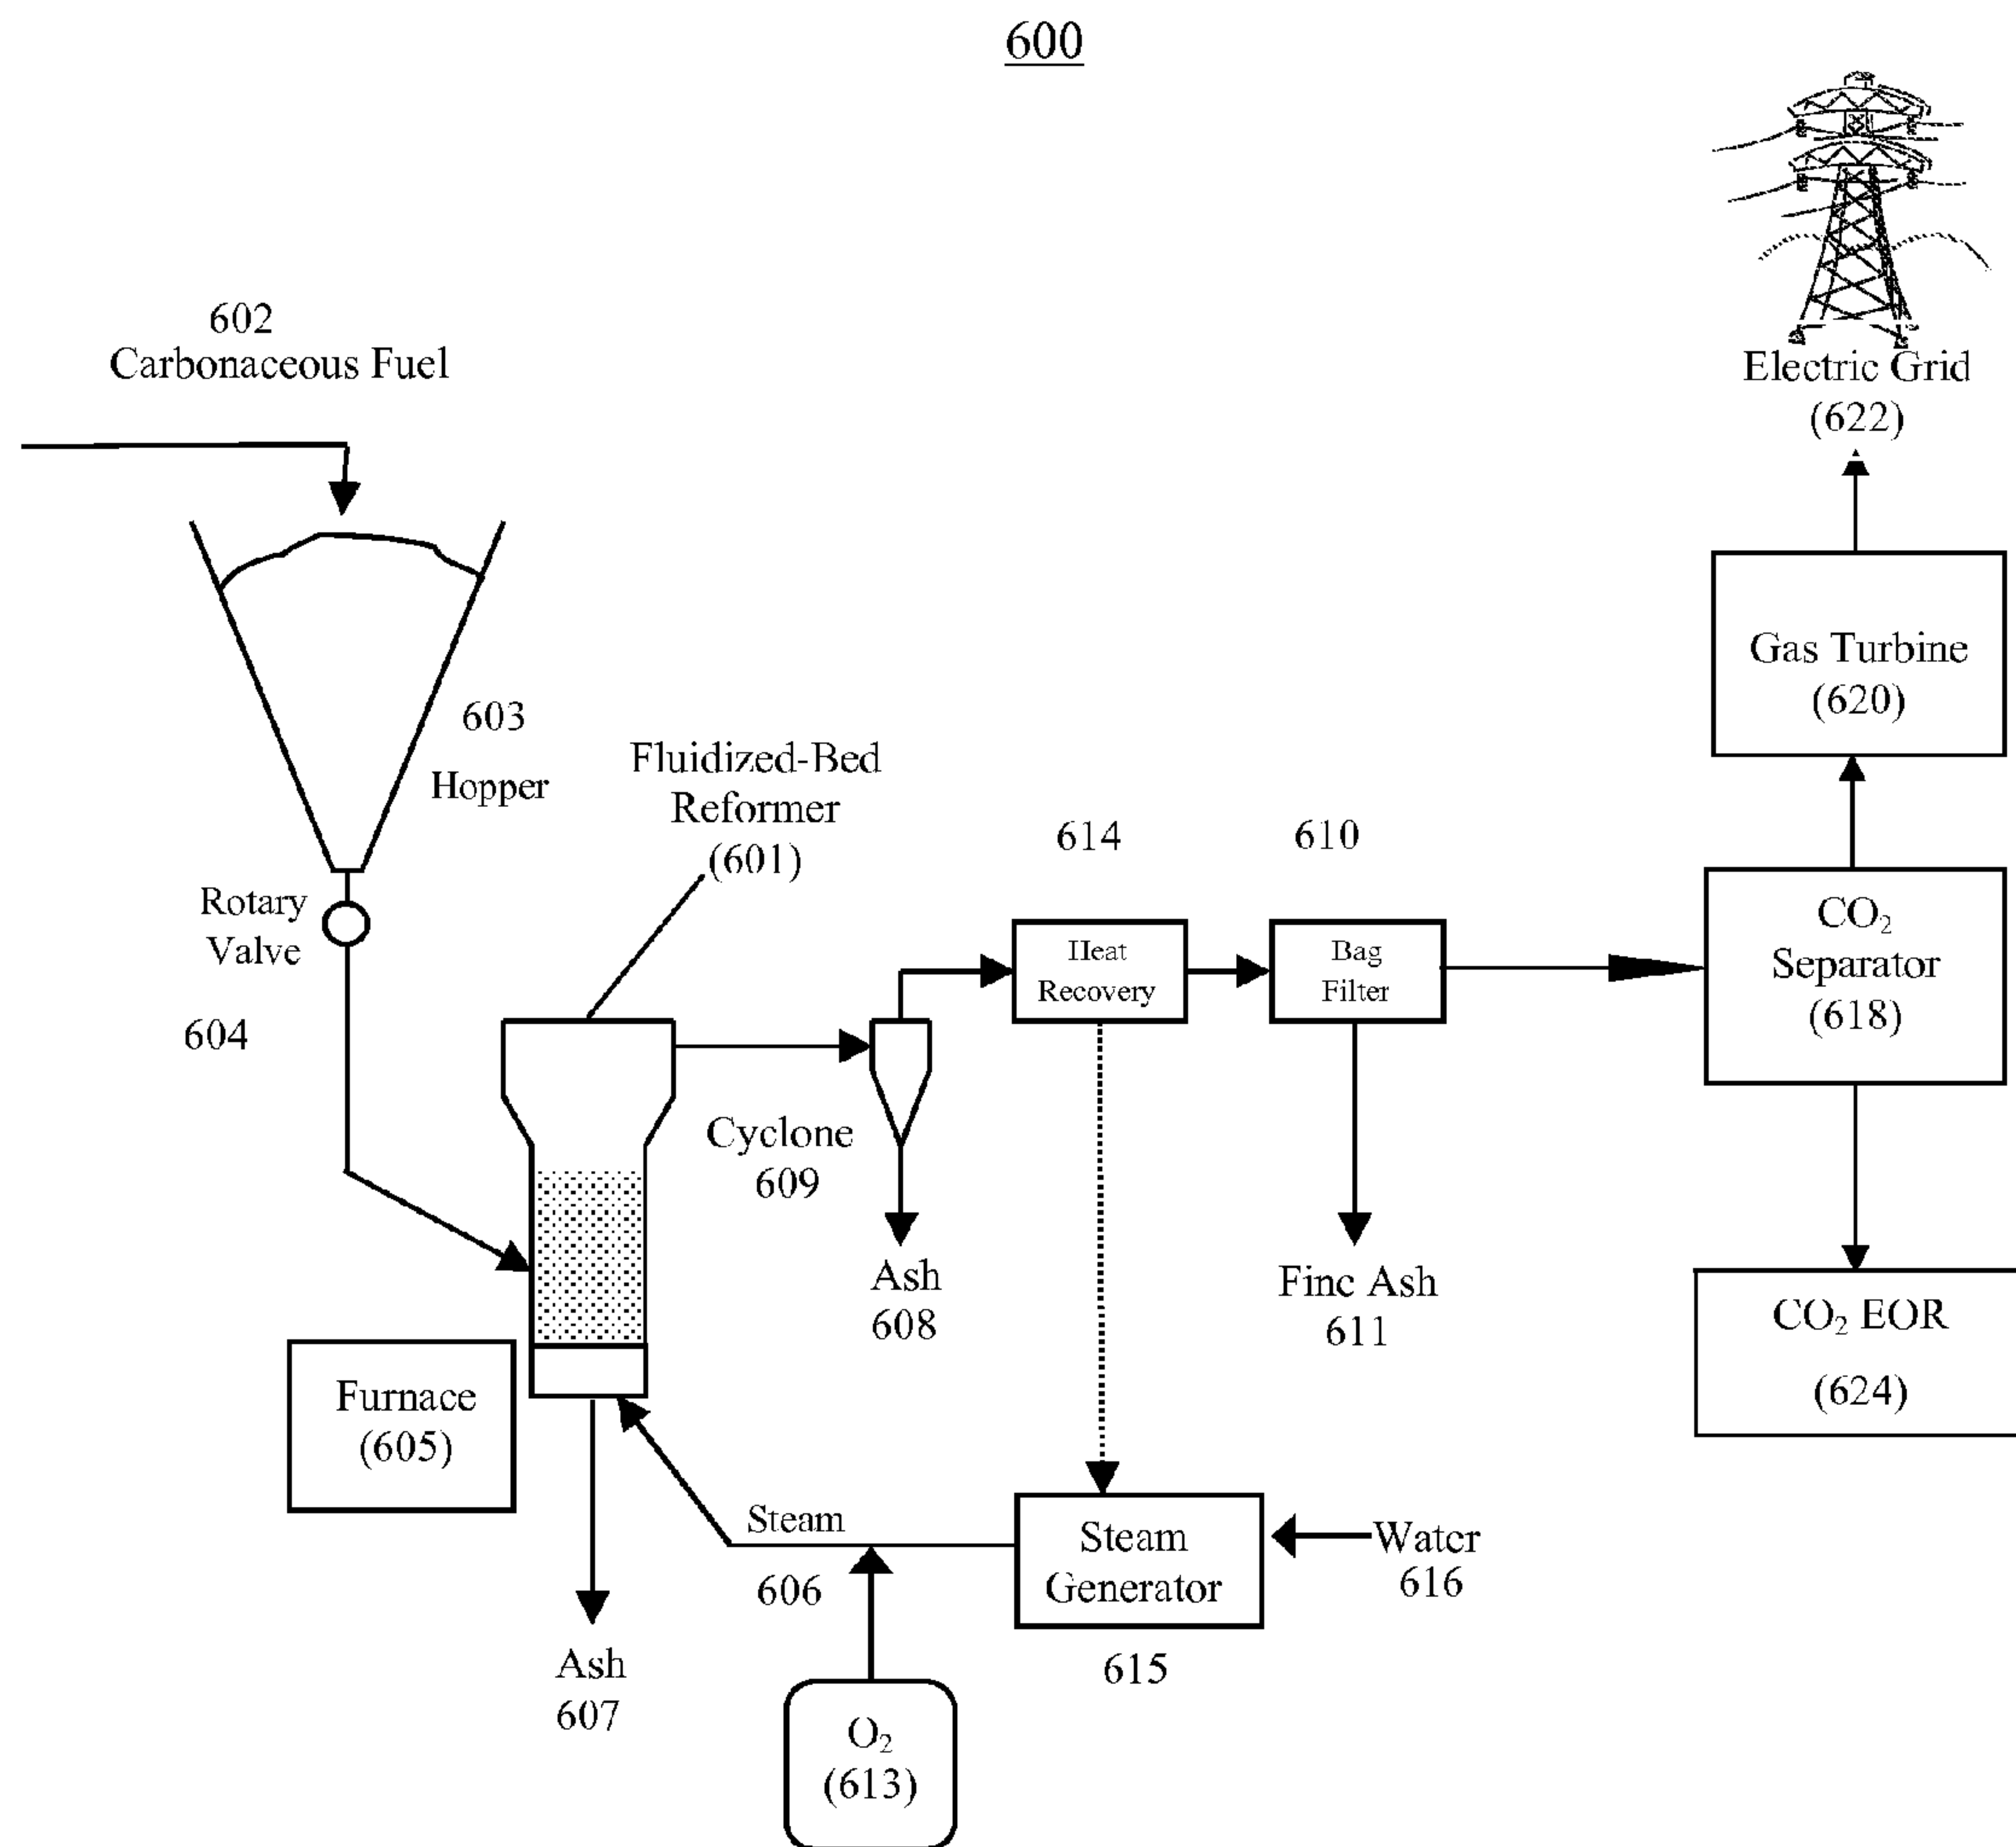 600
602
Carbonaceous Fuel
Electric Grid
(622)
Gas Turbine
(620)
603
Hopper
Fluidized-Bed
Reformer
(601)
614
610
Rotary
Valve
604
Heat
Recovery
Bag
Filter
CO₂
Separator
(618)
Cyclone
609
Ash
608
Fine Ash
611
CO₂ EOR
(624)
Furnace
(605)
Steam
606
Steam
Generator
615
Water
616
Ash
607
O₂
(613)